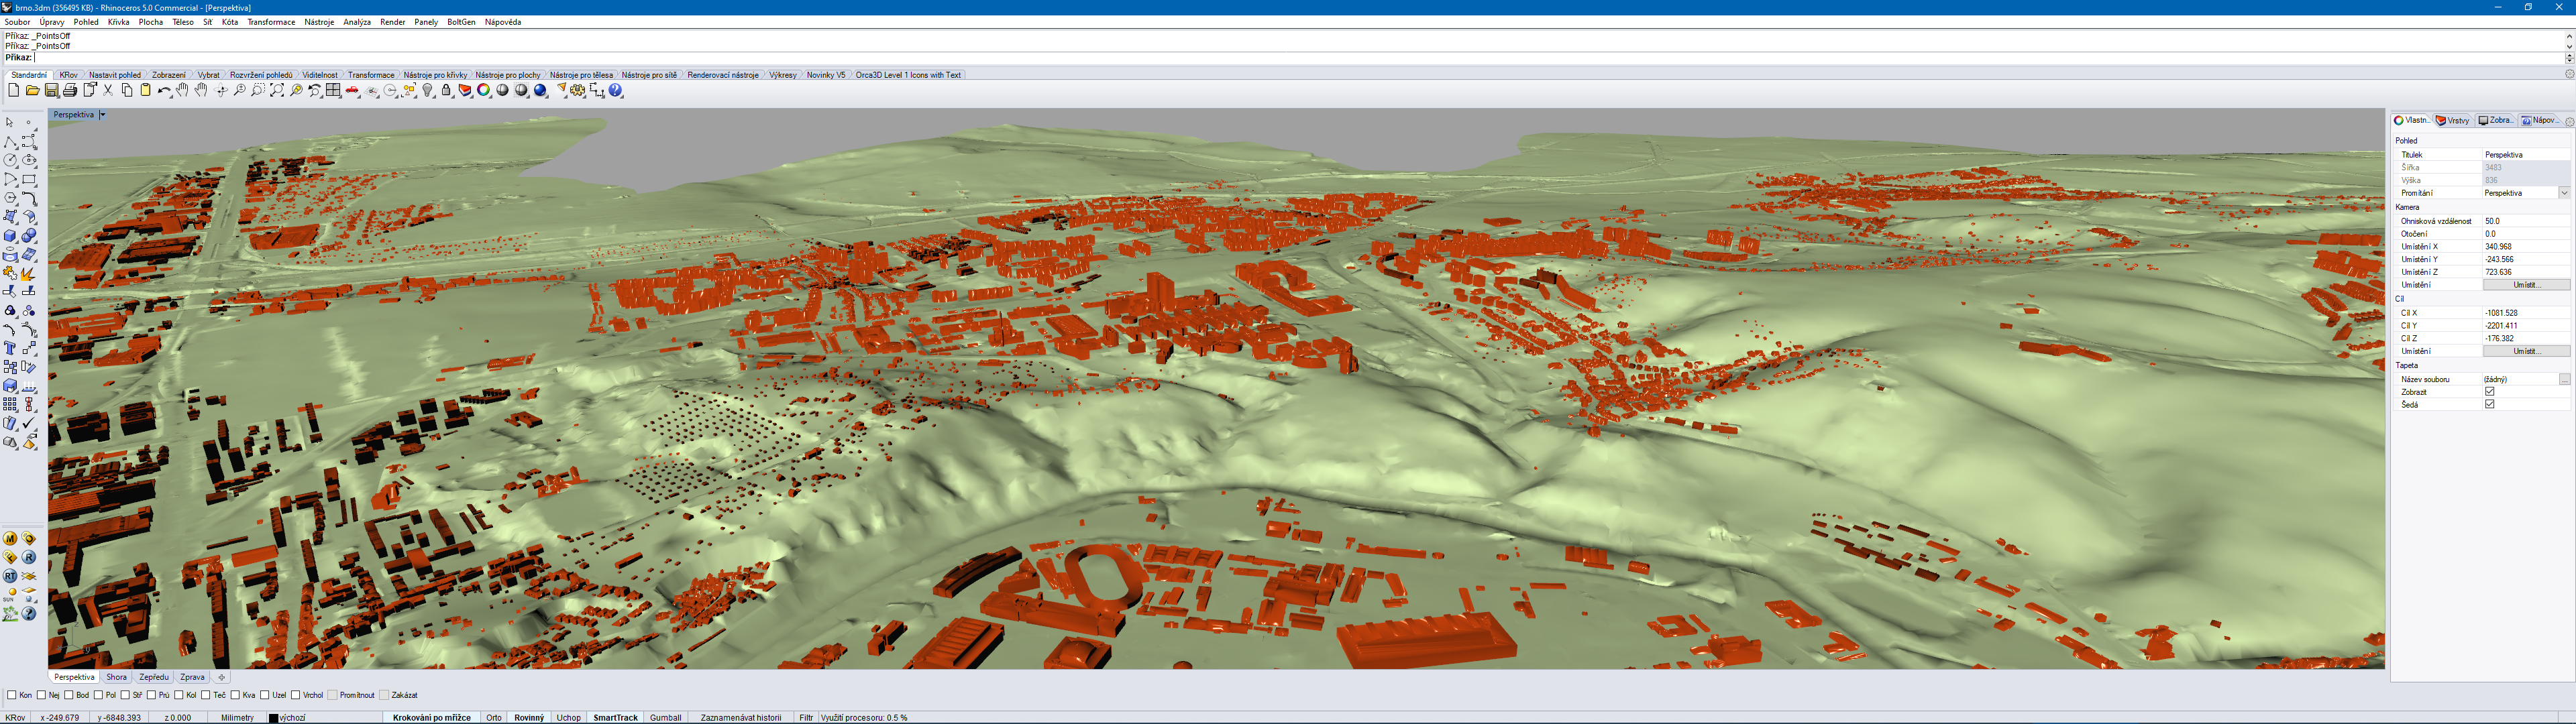 brno.3dm (356495 KB) - Rhinoceros 5.0 Commercial - [Perspektiva]
Soubor Úpravy Pohled Křivka Plocha Těleso Síť Kóta Transformace Nástroje Analýza Render Panely BoltGen Nápověda
Příkaz: _PointsOff
Příkaz: _PointsOff
Příkaz:
Standardní KRov Nastavit pohled Zobrazení Vybrat Rozvržení pohledů Viditelnost Transformace Nástroje pro křivky Nástroje pro plochy Nástroje pro tělesa Nástroje pro sítě Renderovací nástroje Výkresy Novinky V5 Orca3D Level 1 Icons with Text
Perspektiva
Vlastn... Vrstvy Zobra... Nápov...
Pohled
Titulek Perspektiva
Šířka 3483
Výška 836
Promítání Perspektiva
Kamera
Ohnisková vzdálenost 50.0
Otočení 0.0
Umístění X 340.968
Umístění Y -243.566
Umístění Z 723.636
Umístění Umístit...
Cíl
Cíl X -1081.528
Cíl Y -2201.411
Cíl Z -176.382
Umístění Umístit...
Tapeta
Název souboru (žádný) ...
Zobrazit
Šedá
M
R
RT
SUN
Perspektiva Shora Zepředu Zprava
Kon Nej Bod Pol Stř Prů Kol Teč Kva Uzel Vrchol Promítnout Zakázat
KRov x -249.679 y -6848.393 z 0.000 Milimetry výchozí Krokování po mřížce Orto Rovinný Uchop SmartTrack Gumball Zaznamenávat historii Filtr Využití procesoru: 0.5 %